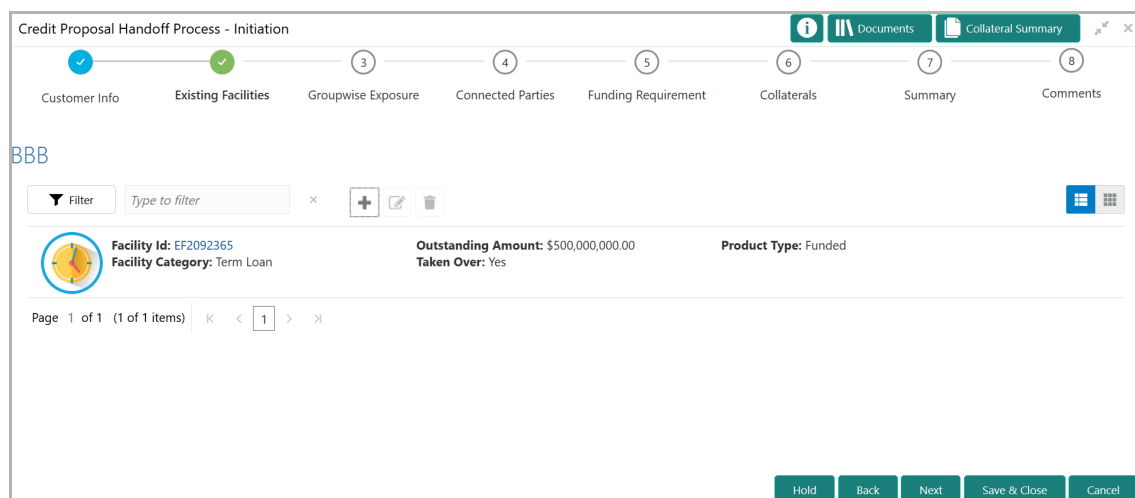 Credit Proposal Handoff Process - Initiation
Documents
Collateral Summary
3
4
5
6
7
8
Customer Info
Existing Facilities
Groupwise Exposure
Connected Parties
Funding Requirement
Collaterals
Summary
Comments
BBB
Filter
Type to filter
Facility Id: EF2092365
Outstanding Amount: $500,000,000.00
Product Type: Funded
Facility Category: Term Loan
Taken Over: Yes
Page 1 of 1 (1 of 1 items) 1
Hold
Back
Next
Save & Close
Cancel